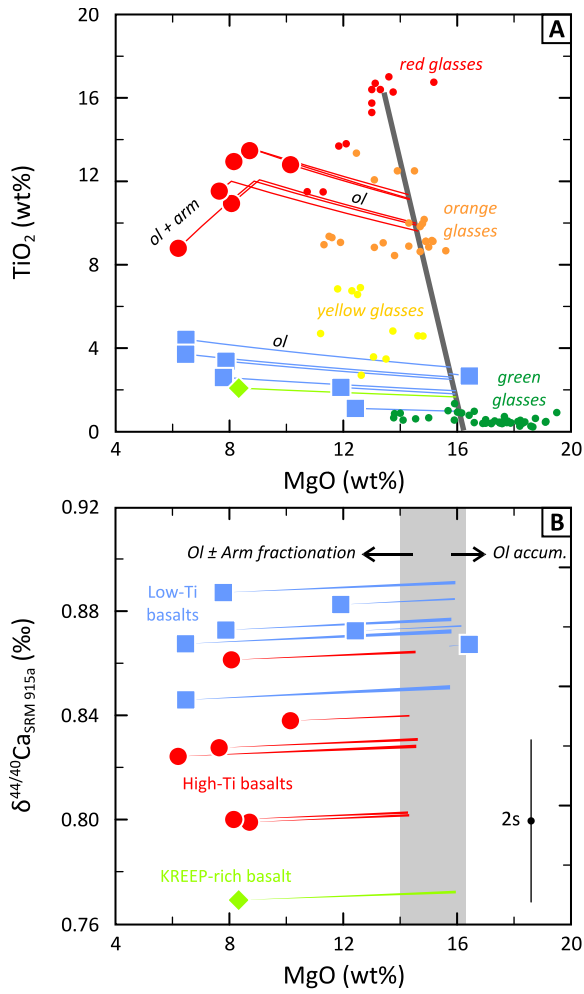 20
A
red glasses
16
12
ol
ol + arm
orange
glasses
TiO2 (wt%)
8
yellow glasses
4
ol
green
glasses
0
4 8 12 16 20
MgO (wt%)
0.92
B
Ol ± Arm fractionation
Ol accum.
Low-Ti
basalts
0.88
δ44/40CaSRM 915a
(‰)
0.84
High-Ti basalts
0.80
2s
KREEP-rich basalt
0.76
4 8 12 16 20
MgO (wt%)